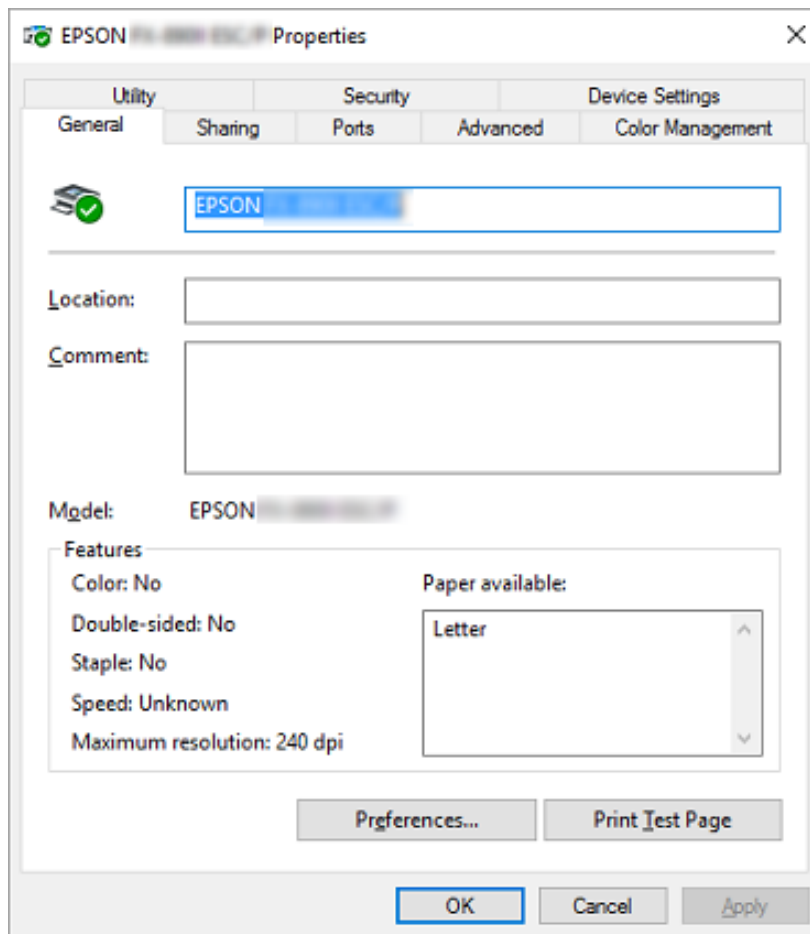 EPSON Properties
Utility Security Device Settings
General Sharing Ports Advanced Color Management
EPSON
Location:
Comment:
Model: EPSON
Features
Color: No
Double-sided: No
Staple: No
Speed: Unknown
Maximum resolution: 240 dpi
Paper available:
Letter
Preferences... Print Test Page
OK Cancel Apply